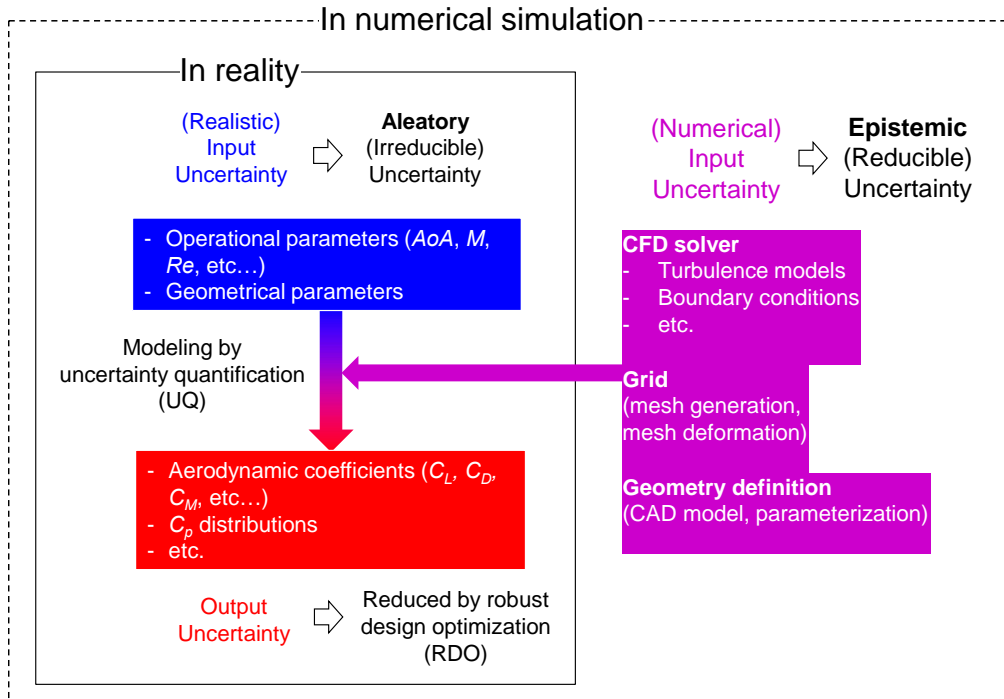 In numerical simulation
In reality
(Realistic)
Input
Uncertainty
Aleatory
(Irreducible)
Uncertainty
- Operational parameters (AoA, M,
Re, etc…)
- Geometrical parameters
Modeling by
uncertainty quantification
(UQ)
- Aerodynamic coefficients (CL, CD,
CM, etc…)
- Cp distributions
- etc.
Output
Uncertainty
Reduced by robust
design optimization
(RDO)
(Numerical)
Input
Uncertainty
Epistemic
(Reducible)
Uncertainty
CFD solver
- Turbulence models
- Boundary conditions
- etc.
Grid
(mesh generation,
mesh deformation)
Geometry definition
(CAD model, parameterization)